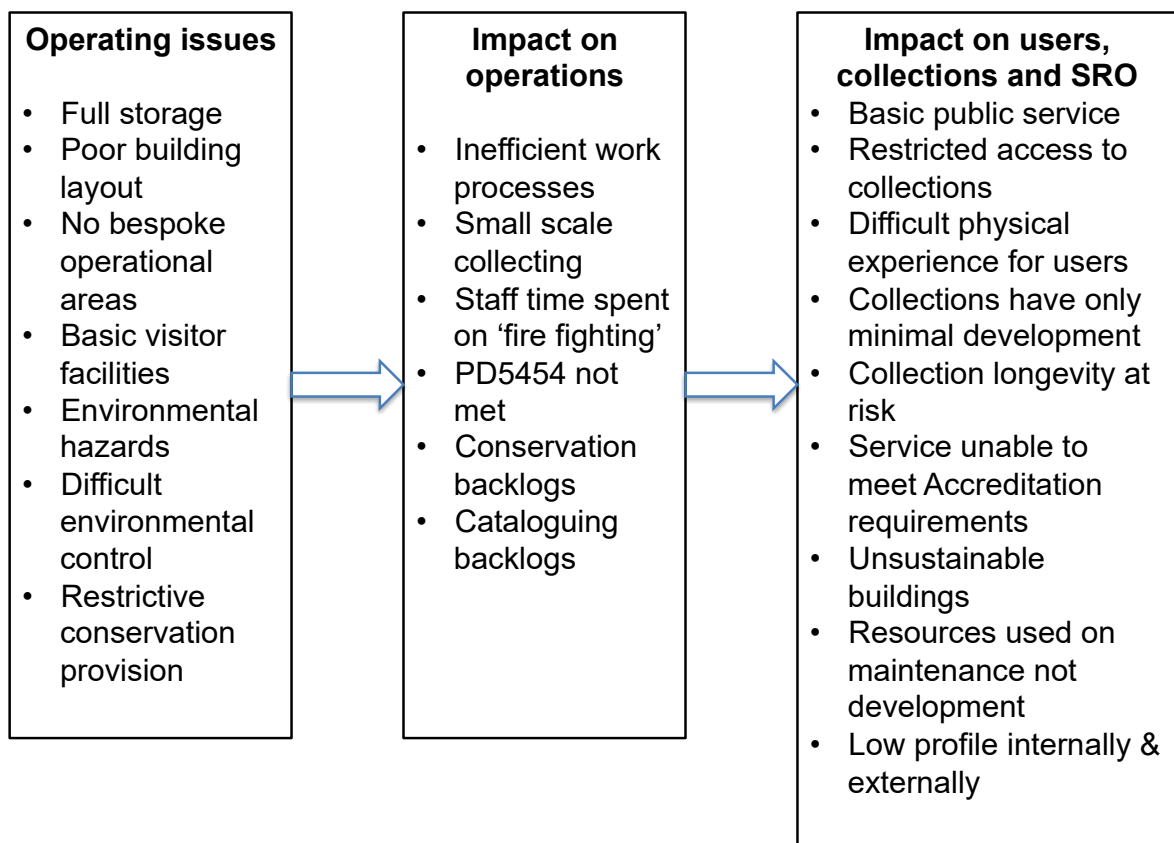 Operating issues
• Full storage
• Poor building
layout
• No bespoke
operational
areas
• Basic visitor
facilities
• Environmental
hazards
• Difficult
environmental
control
• Restrictive
conservation
provision
Impact on
operations
• Inefficient work
processes
• Small scale
collecting
• Staff time spent
on ‘fire fighting’
• PD5454 not
met
• Conservation
backlogs
• Cataloguing
backlogs
Impact on users,
collections and SRO
• Basic public service
• Restricted access to
collections
• Difficult physical
experience for users
• Collections have only
minimal development
• Collection longevity at
risk
• Service unable to
meet Accreditation
requirements
• Unsustainable
buildings
• Resources used on
maintenance not
development
• Low profile internally &
externally